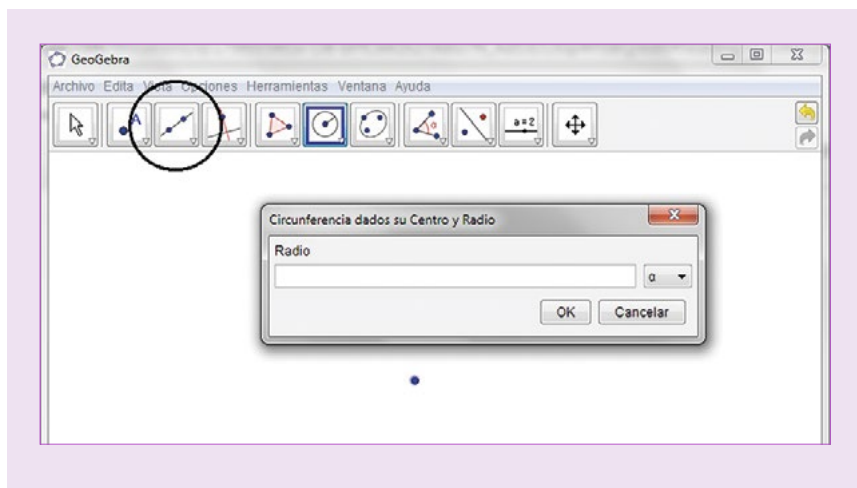 GeoGebra
Archivo Edita Vista Opciones Herramientas Ventana Ayuda
A
α°
a=2
Circunferencia dados su Centro y Radio
Radio
α
OK Cancelar